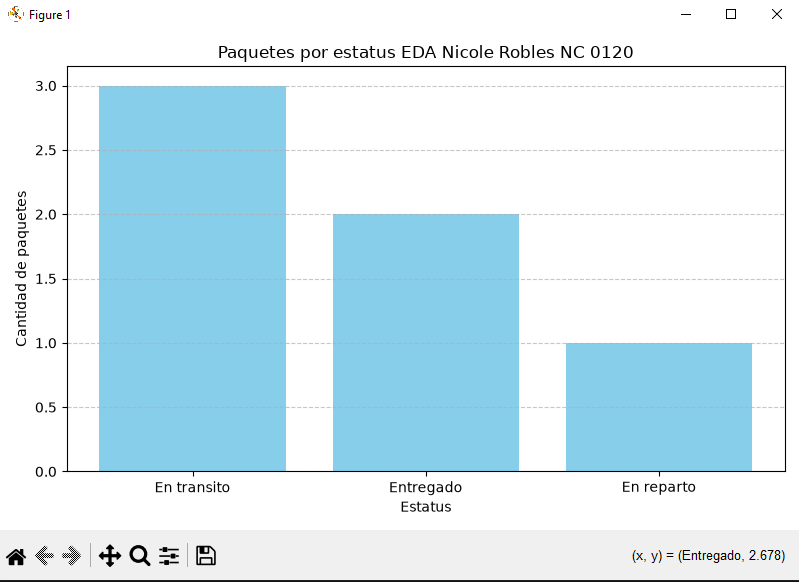 Figure 1
Paquetes por estatus EDA Nicole Robles NC 0120
Cantidad de paquetes
3.0
2.5
2.0
1.5
1.0
0.5
0.0
En transito
Entregado
En reparto
Estatus
(x, y) = (Entregado, 2.678)